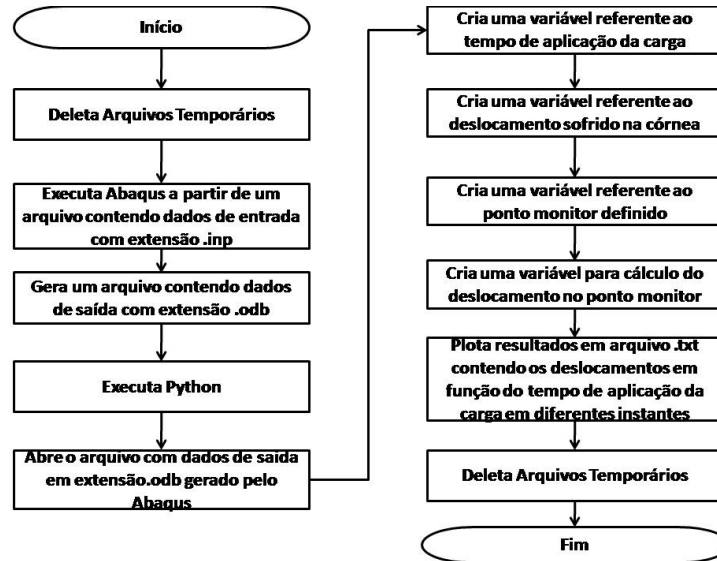 Início
Deleta Arquivos Temporários
Executa Abaqus a partir de um
arquivo contendo dados de entrada
com extensão .inp
Gera um arquivo contendo dados
de saída com extensão .odb
Executa Python
Abre o arquivo com dados de saída
em extensão.odb gerado pelo
Abaqus
Cria uma variável referente ao
tempo de aplicação da carga
Cria uma variável referente ao
deslocamento sofrido na córnea
Cria uma variável referente ao
ponto monitor definido
Cria uma variável para cálculo do
deslocamento no ponto monitor
Plota resultados em arquivo .txt
contendo os deslocamentos em
função do tempo de aplicação da
carga em diferentes instantes
Deleta Arquivos Temporários
Fim